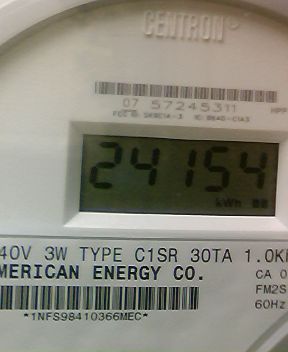 CENTRON®
07 57245311
24154
kWh
40V 3W TYPE C1SR 30TA 1.0K
MERICAN ENERGY CO.
CA 0
FM2S
60Hz
*1NFS98410366MEC*